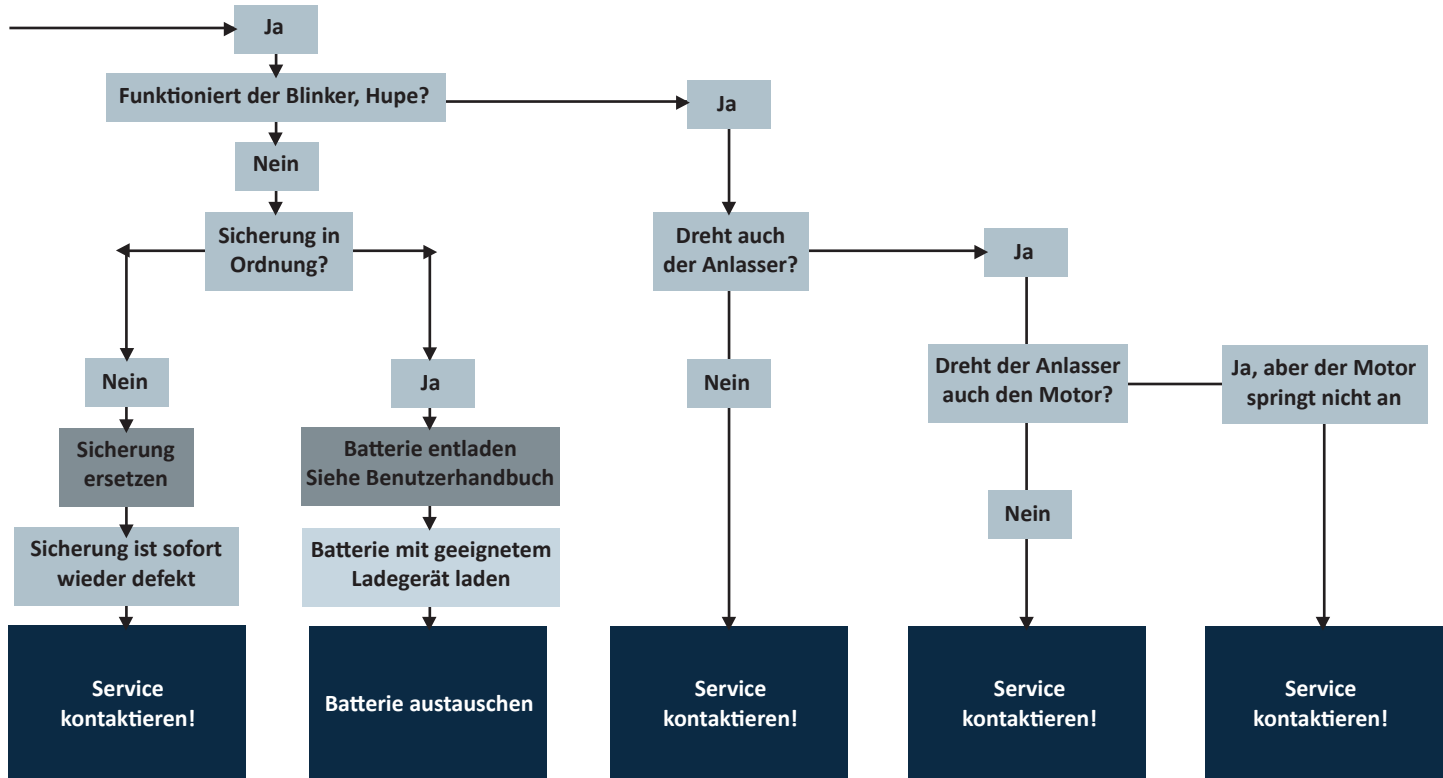 Ja
Funktioniert der Blinker, Hupe?
Ja
Nein
Sicherung in
Ordnung?
Dreht auch
der Anlasser?
Ja
Nein
Ja
Nein
Dreht der Anlasser
auch den Motor?
Ja, aber der Motor
springt nicht an
Sicherung
ersetzen
Batterie entladen
Siehe Benutzerhandbuch
Nein
Sicherung ist sofort
wieder defekt
Batterie mit geeignetem
Ladegerät laden
Service
kontaktieren!
Batterie austauschen
Service
kontaktieren!
Service
kontaktieren!
Service
kontaktieren!